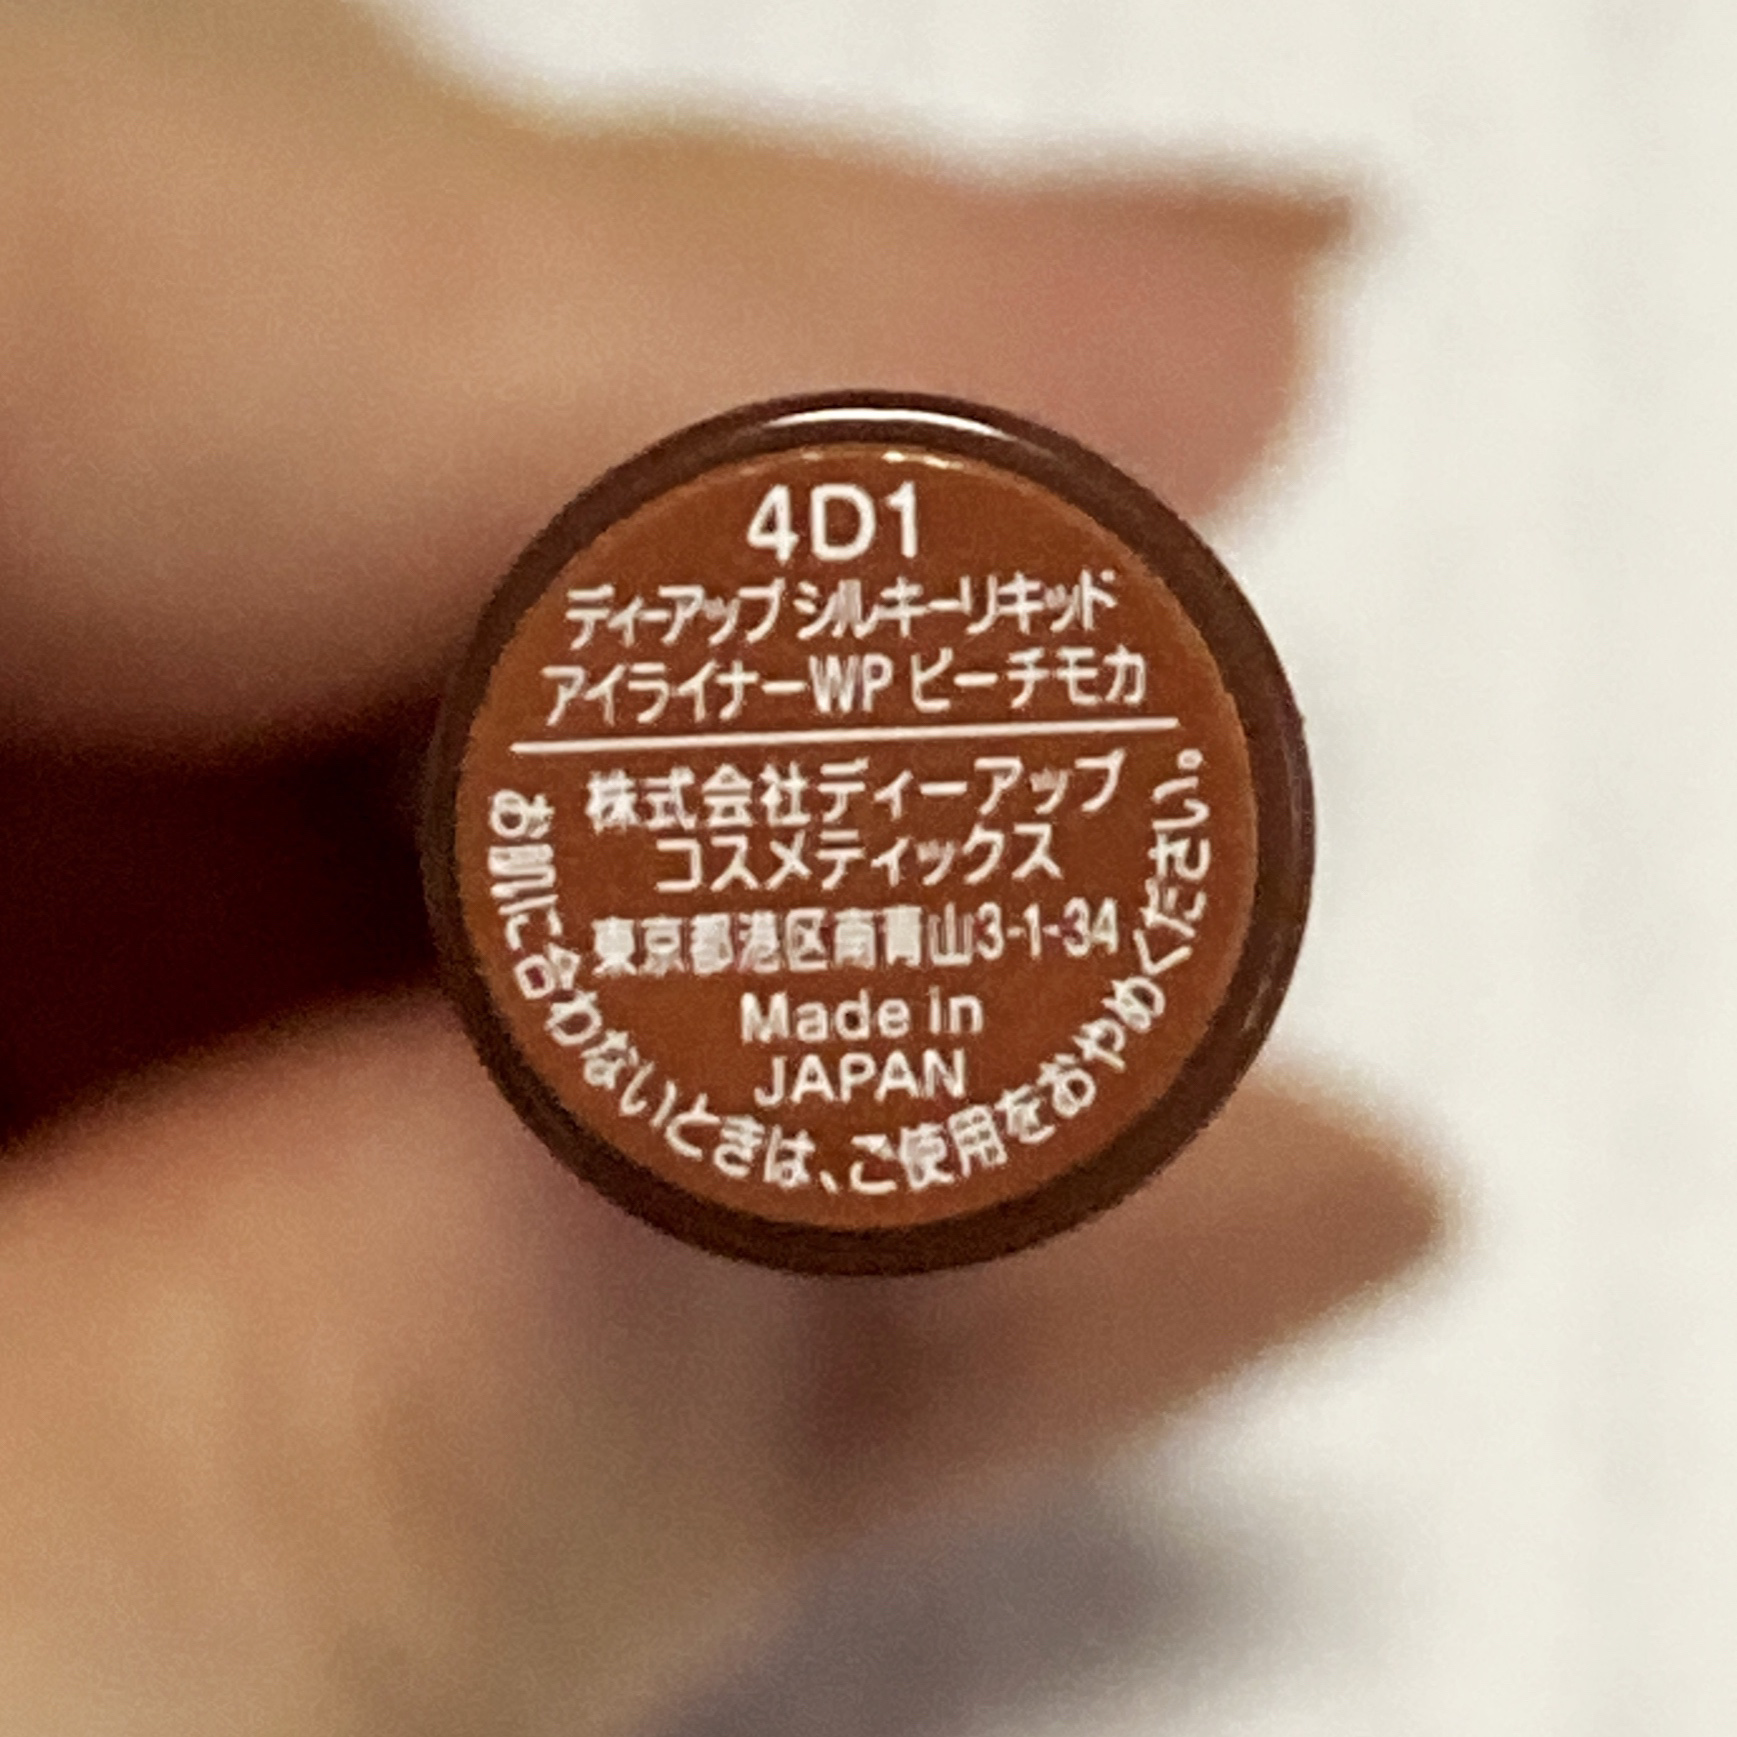 4D1
ディーアップ シルキーリキッド
アイライナーWP ピーチモカ
株式会社ディーアップ
コスメティックス
東京都港区南青山3-1-34
Made in
JAPAN
お肌に合わないときは、ご使用をおやめください。